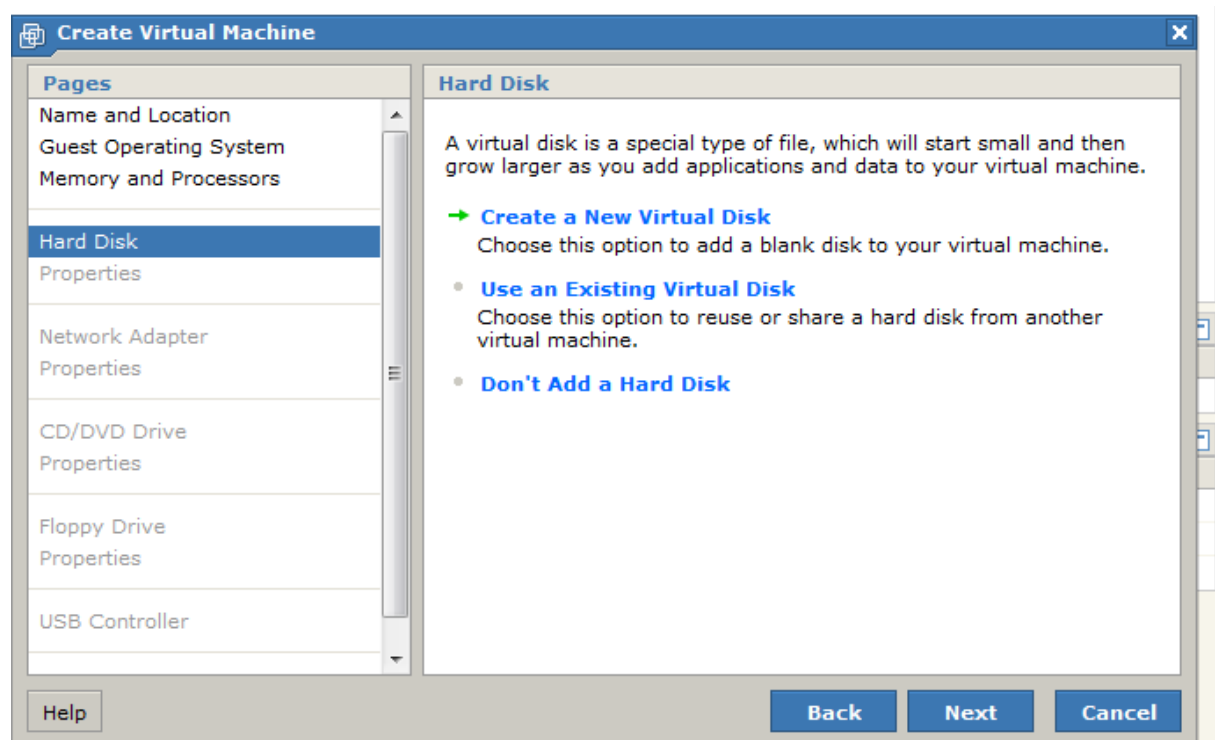 Create Virtual Machine
Pages
Name and Location
Guest Operating System
Memory and Processors
Hard Disk
Properties
Network Adapter
Properties
CD/DVD Drive
Properties
Floppy Drive
Properties
USB Controller
Hard Disk
A virtual disk is a special type of file, which will start small and then
grow larger as you add applications and data to your virtual machine.
Create a New Virtual Disk
Choose this option to add a blank disk to your virtual machine.
Use an Existing Virtual Disk
Choose this option to reuse or share a hard disk from another
virtual machine.
Don't Add a Hard Disk
Help
Back
Next
Cancel